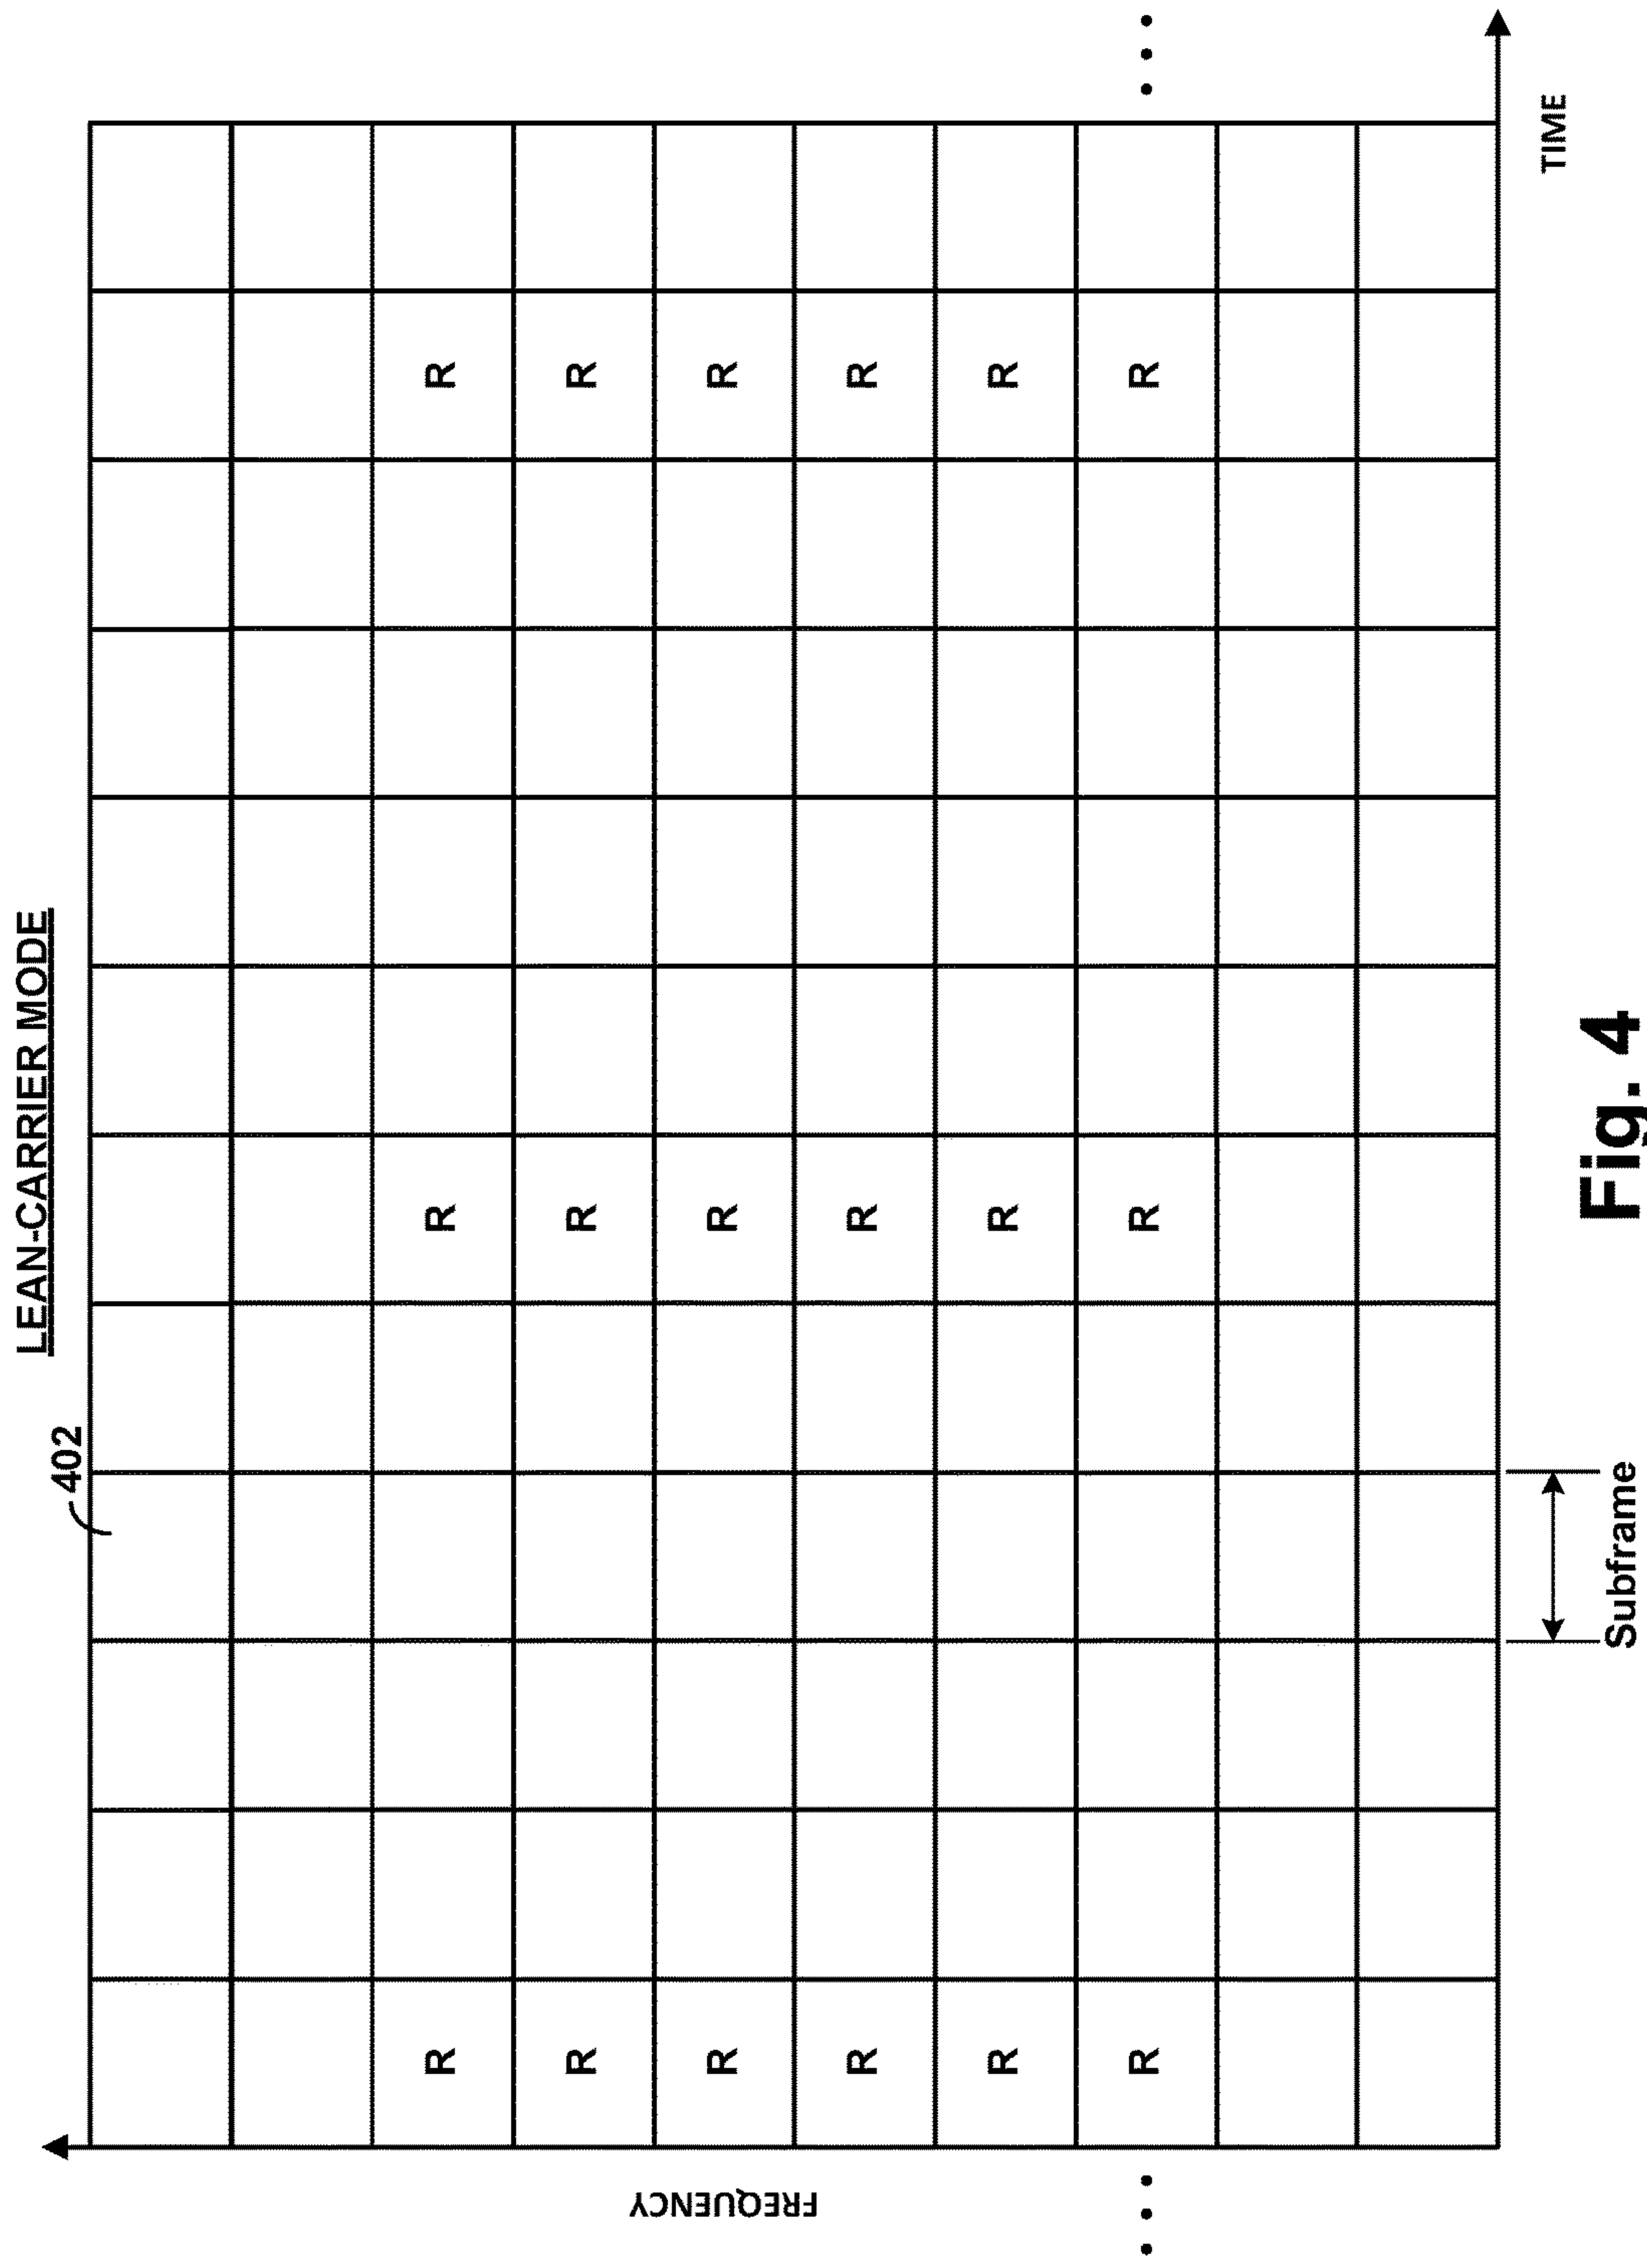 LEAN-CARRIER MODE
402
FREQUENCY
R R R
R R R
R R R
R R R
R R R
R R R
TIME
Subframe
Fig. 4